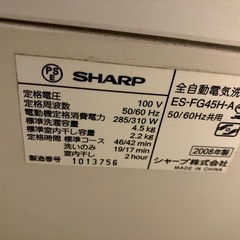 PS
E
SHARP
全自動電気洗
ES-FG45H-A
50/60Hz共用
定格電圧 100 V
定格周波数 50/60 Hz
電動機定格消費電力 285/310 W
標準洗濯容量 4.5 kg
室内干し容量 2.2 kg
標準コース 46/42 min
洗いのみ 19/17 min
室内干し 2 hour
製造番号 1013756
2008年製
シャープ株式会社
MADE IN CHINA